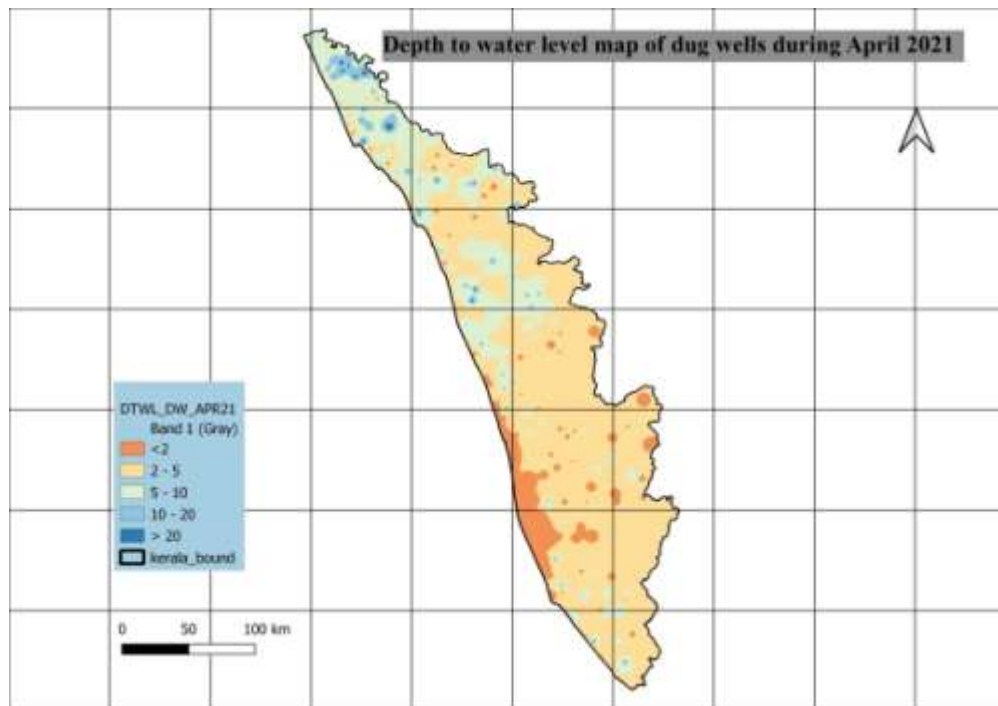 Depth to water level map of dug wells during April 2021
DTWL_DW_APR21
Band 1 (Gray)
<2
2 - 5
5 - 10
10 - 20
> 20
kerala_bound
0 50 100 km